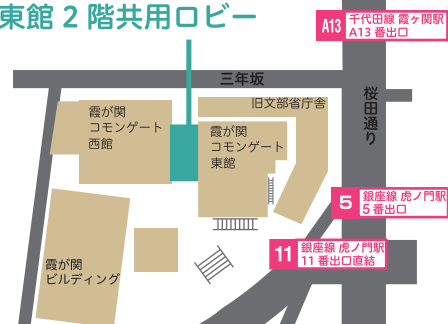 東館2階共用ロビー
A13
千代田線 霞ヶ関駅
A13 番出口
三年坂
桜田通り
旧文部省庁舎
霞が関
コモンゲート
西館
霞が関
コモンゲート
東館
5
銀座線 虎ノ門駅
5 番出口
11
銀座線 虎ノ門駅
11 番出口直結
霞が関
ビルディング